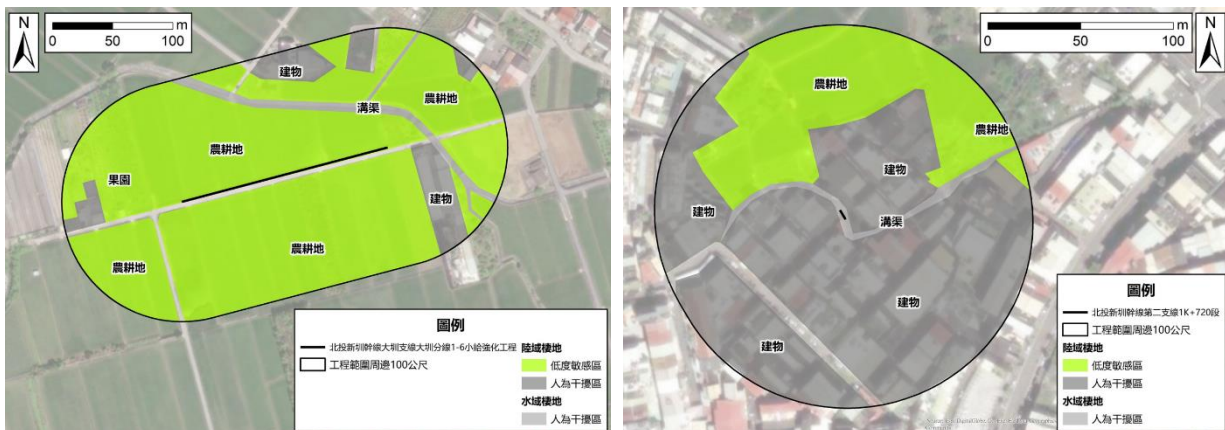 N
m
0 50 100
建物
溝渠
農耕地
農耕地
果園
建物
農耕地
農耕地
圖例
北投新圳幹線大圳支線大圳分線1-6小給強化工程
工程範圍周邊100公尺
陸域棲地
低度敏感區
人為干擾區
水域棲地
人為干擾區
m
0 50 100
N
農耕地
農耕地
建物
建物
溝渠
建物
建物
圖例
北投新圳幹線第二支線1K+720段
工程範圍周邊100公尺
陸域棲地
低度敏感區
人為干擾區
水域棲地
人為干擾區